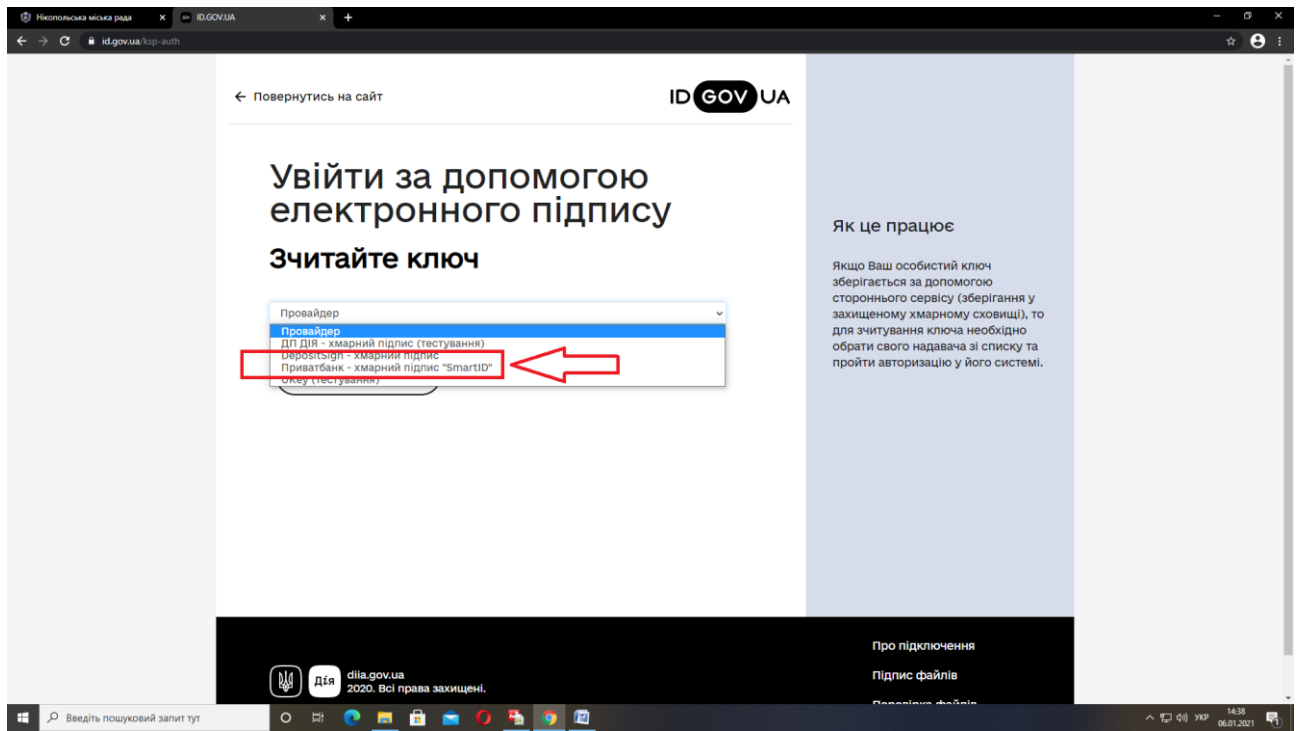 Нікопольська міська рада
ID.GOV.UA
id.gov.ua/ksp-auth
Повернутись на сайт
ID GOV UA
Увійти за допомогою
електронного підпису
Зчитайте ключ
Провайдер
Провайдер
ДП ДІЯ - хмарний підпис (тестування)
DepositSign - хмарний підпис
Приватбанк - хмарний підпис "SmartID"
(тестування)
Як це працює
Якщо Ваш особистий ключ
зберігається за допомогою
стороннього сервісу (зберігання у
захищеному хмарному сховищі), то
для зчитування ключа необхідно
обрати свого надавача зі списку та
пройти авторизацію у його системі.
Про підключення
Підпис файлів
Перевірка файлів
Дія
diia.gov.ua
2020. Всі права захищені.
Введіть пошуковий запит тут
УКР
14:38
06.01.2021